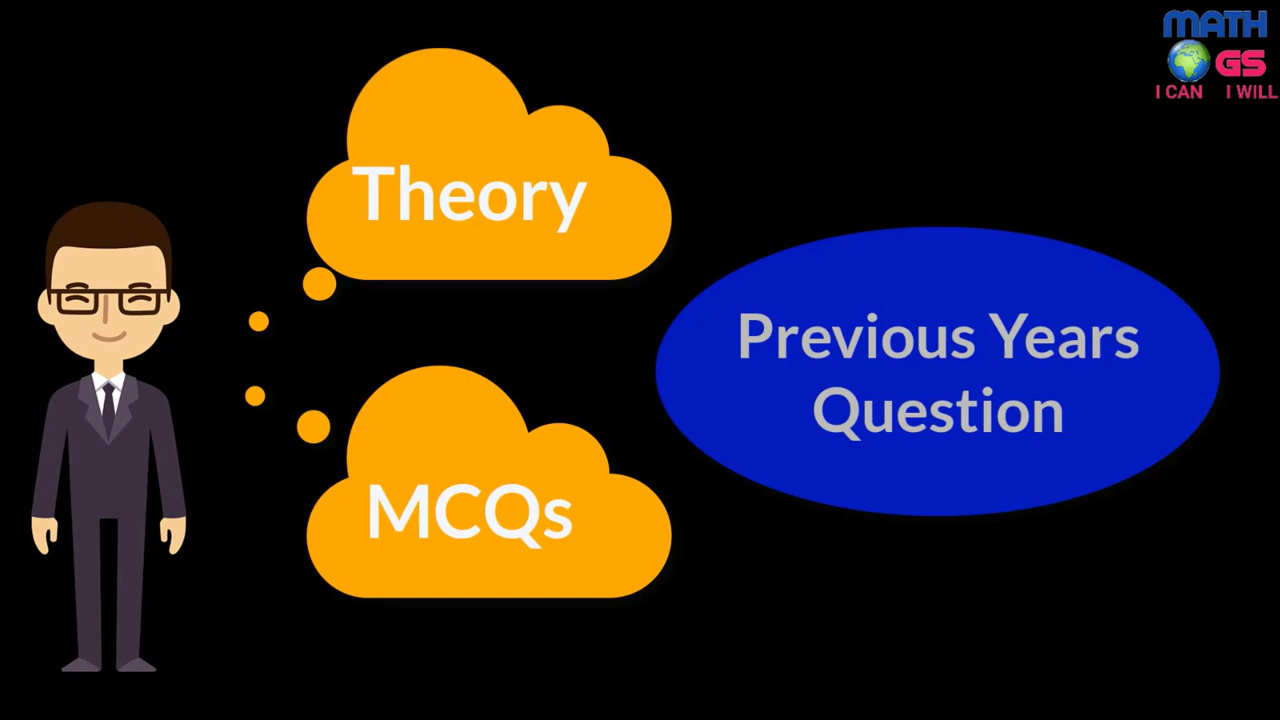 MATH
GS
I CAN I WILL
Theory
Previous Years
Question
MCQs